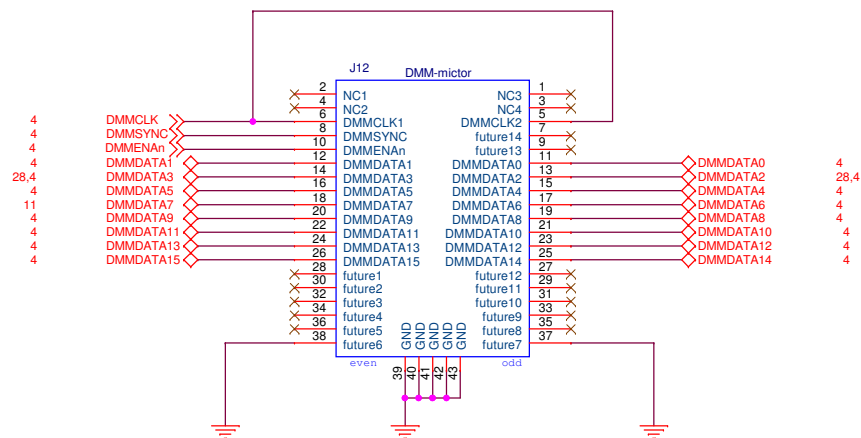 J12 DMM-mictor
2 NC1 NC3 1
4 NC2 NC4 3
4 DMMCLK 6 DMMCLK1 DMMCLK2 5
4 DMMSYNC 8 DMMSYNC future14 7
4 DMMENAn 10 DMMENAn future13 9
4 DMMDATA1 12 DMMDATA1 DMMDATA0 11 DMMDATA0 4
28,4 DMMDATA3 14 DMMDATA3 DMMDATA2 13 DMMDATA2 28,4
4 DMMDATA5 16 DMMDATA5 DMMDATA4 15 DMMDATA4 4
11 DMMDATA7 18 DMMDATA7 DMMDATA6 17 DMMDATA6 4
4 DMMDATA9 20 DMMDATA9 DMMDATA8 19 DMMDATA8 4
4 DMMDATA11 22 DMMDATA11 DMMDATA10 21 DMMDATA10 4
4 DMMDATA13 24 DMMDATA13 DMMDATA12 23 DMMDATA12 4
4 DMMDATA15 26 DMMDATA15 DMMDATA14 25 DMMDATA14 4
28 future1 future12 27
30 future2 future11 29
32 future3 future10 31
34 future4 future9 33
36 future5 future8 35
38 future6 future7 37
GND GND GND GND GND
even odd
39 40 41 42 43